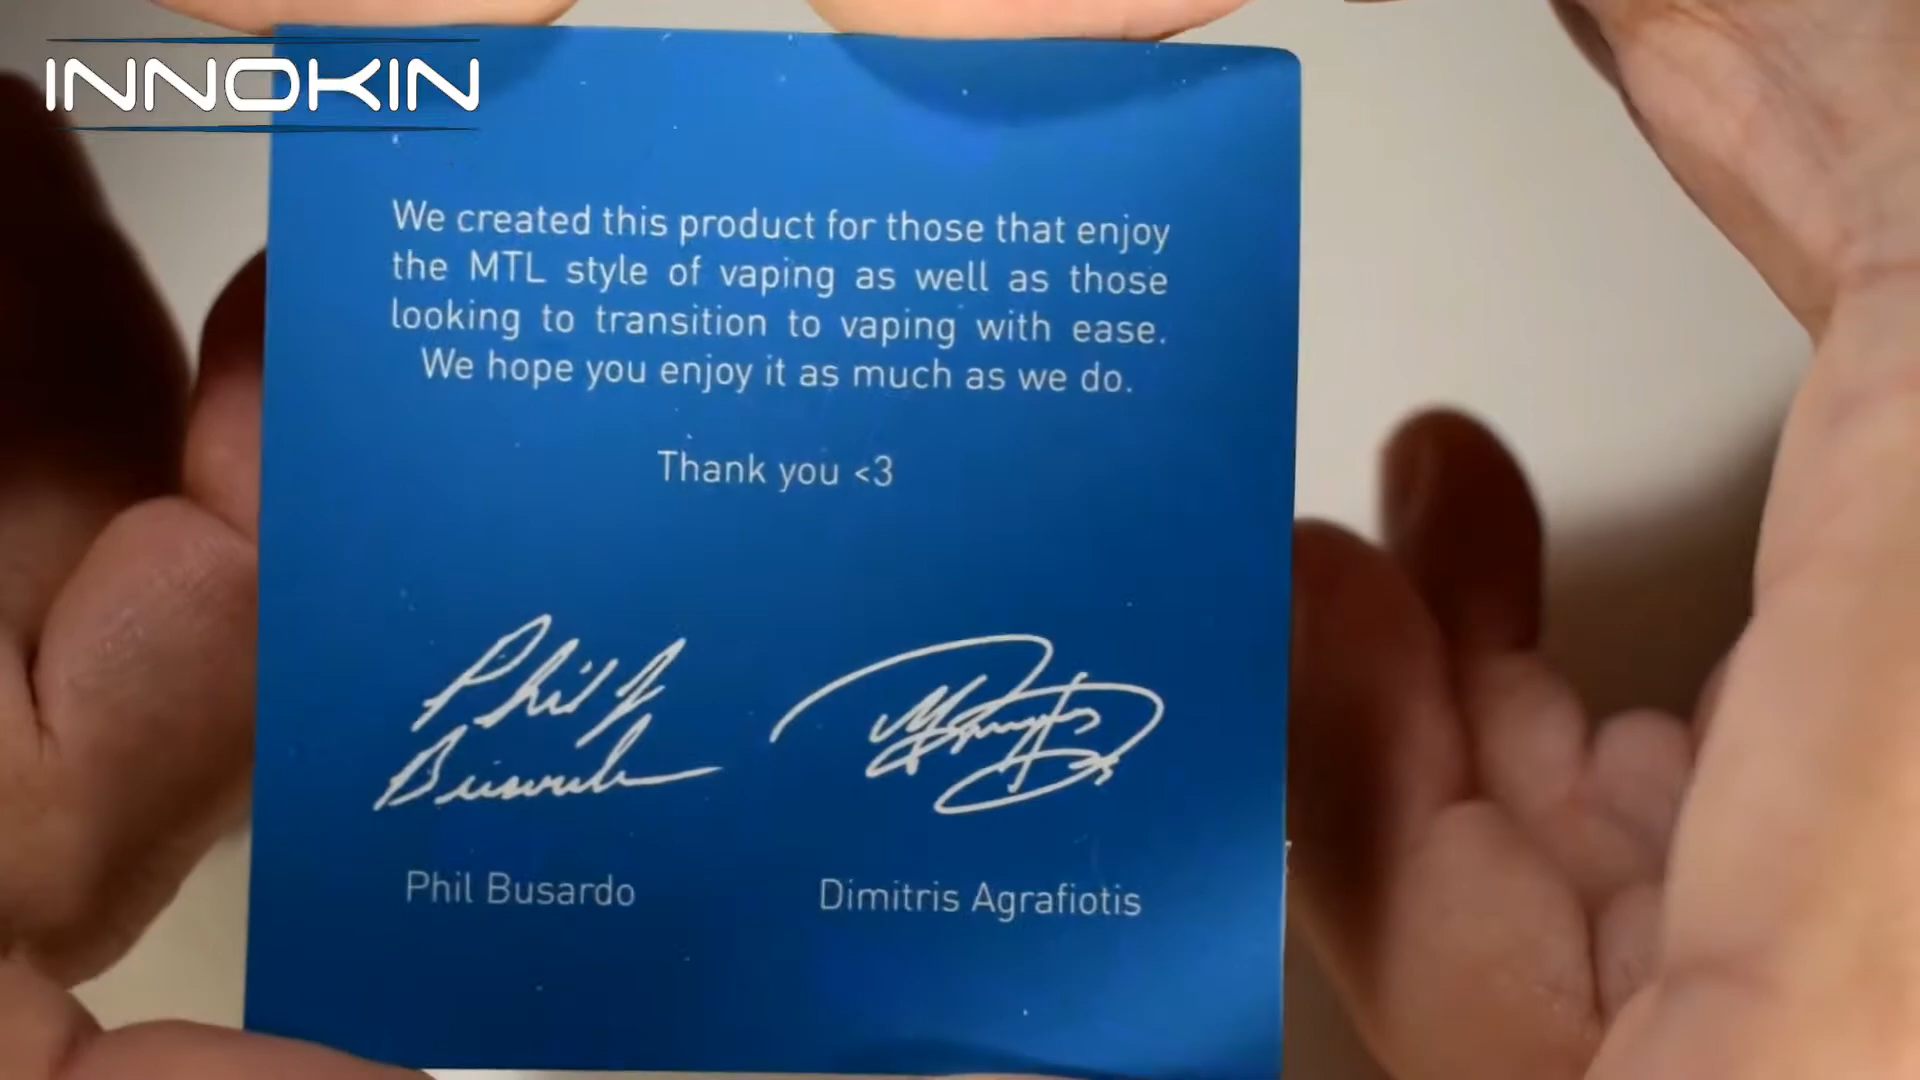 INNOKIN
We created this product for those that enjoy
the MTL style of vaping as well as those
looking to transition to vaping with ease.
We hope you enjoy it as much as we do.
Thank you <3
Phil J
Busardo
Phil Busardo
Dimitris Agrafiotis